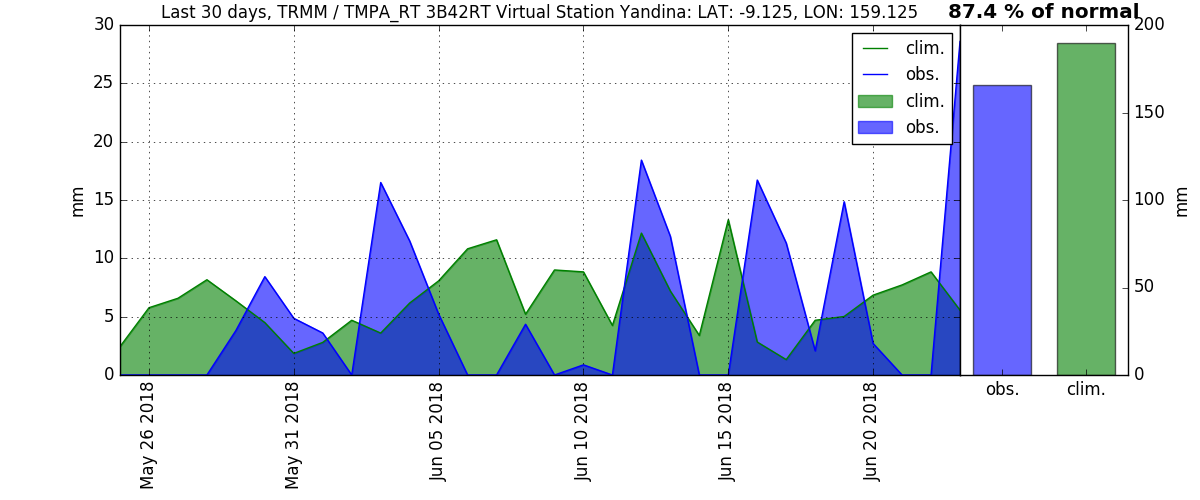 Last 30 days, TRMM / TMPA_RT 3B42RT Virtual Station Yandina: LAT: -9.125, LON: 159.125
87.4 % of normal
30
25
20
15
10
5
0
mm
clim.
obs.
clim.
obs.
200
150
100
50
0
mm
obs.
clim.
May 26 2018
May 31 2018
Jun 05 2018
Jun 10 2018
Jun 15 2018
Jun 20 2018